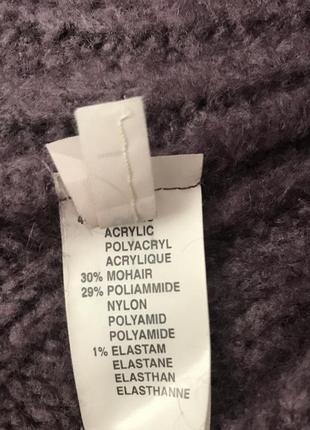 ACRYLIC
POLYACRYL
ACRYLIQUE
30% MOHAIR
29% POLIAMMIDE
NYLON
POLYAMID
POLYAMIDE
1% ELASTAM
ELASTANE
ELASTHAN
ELASTHANNE